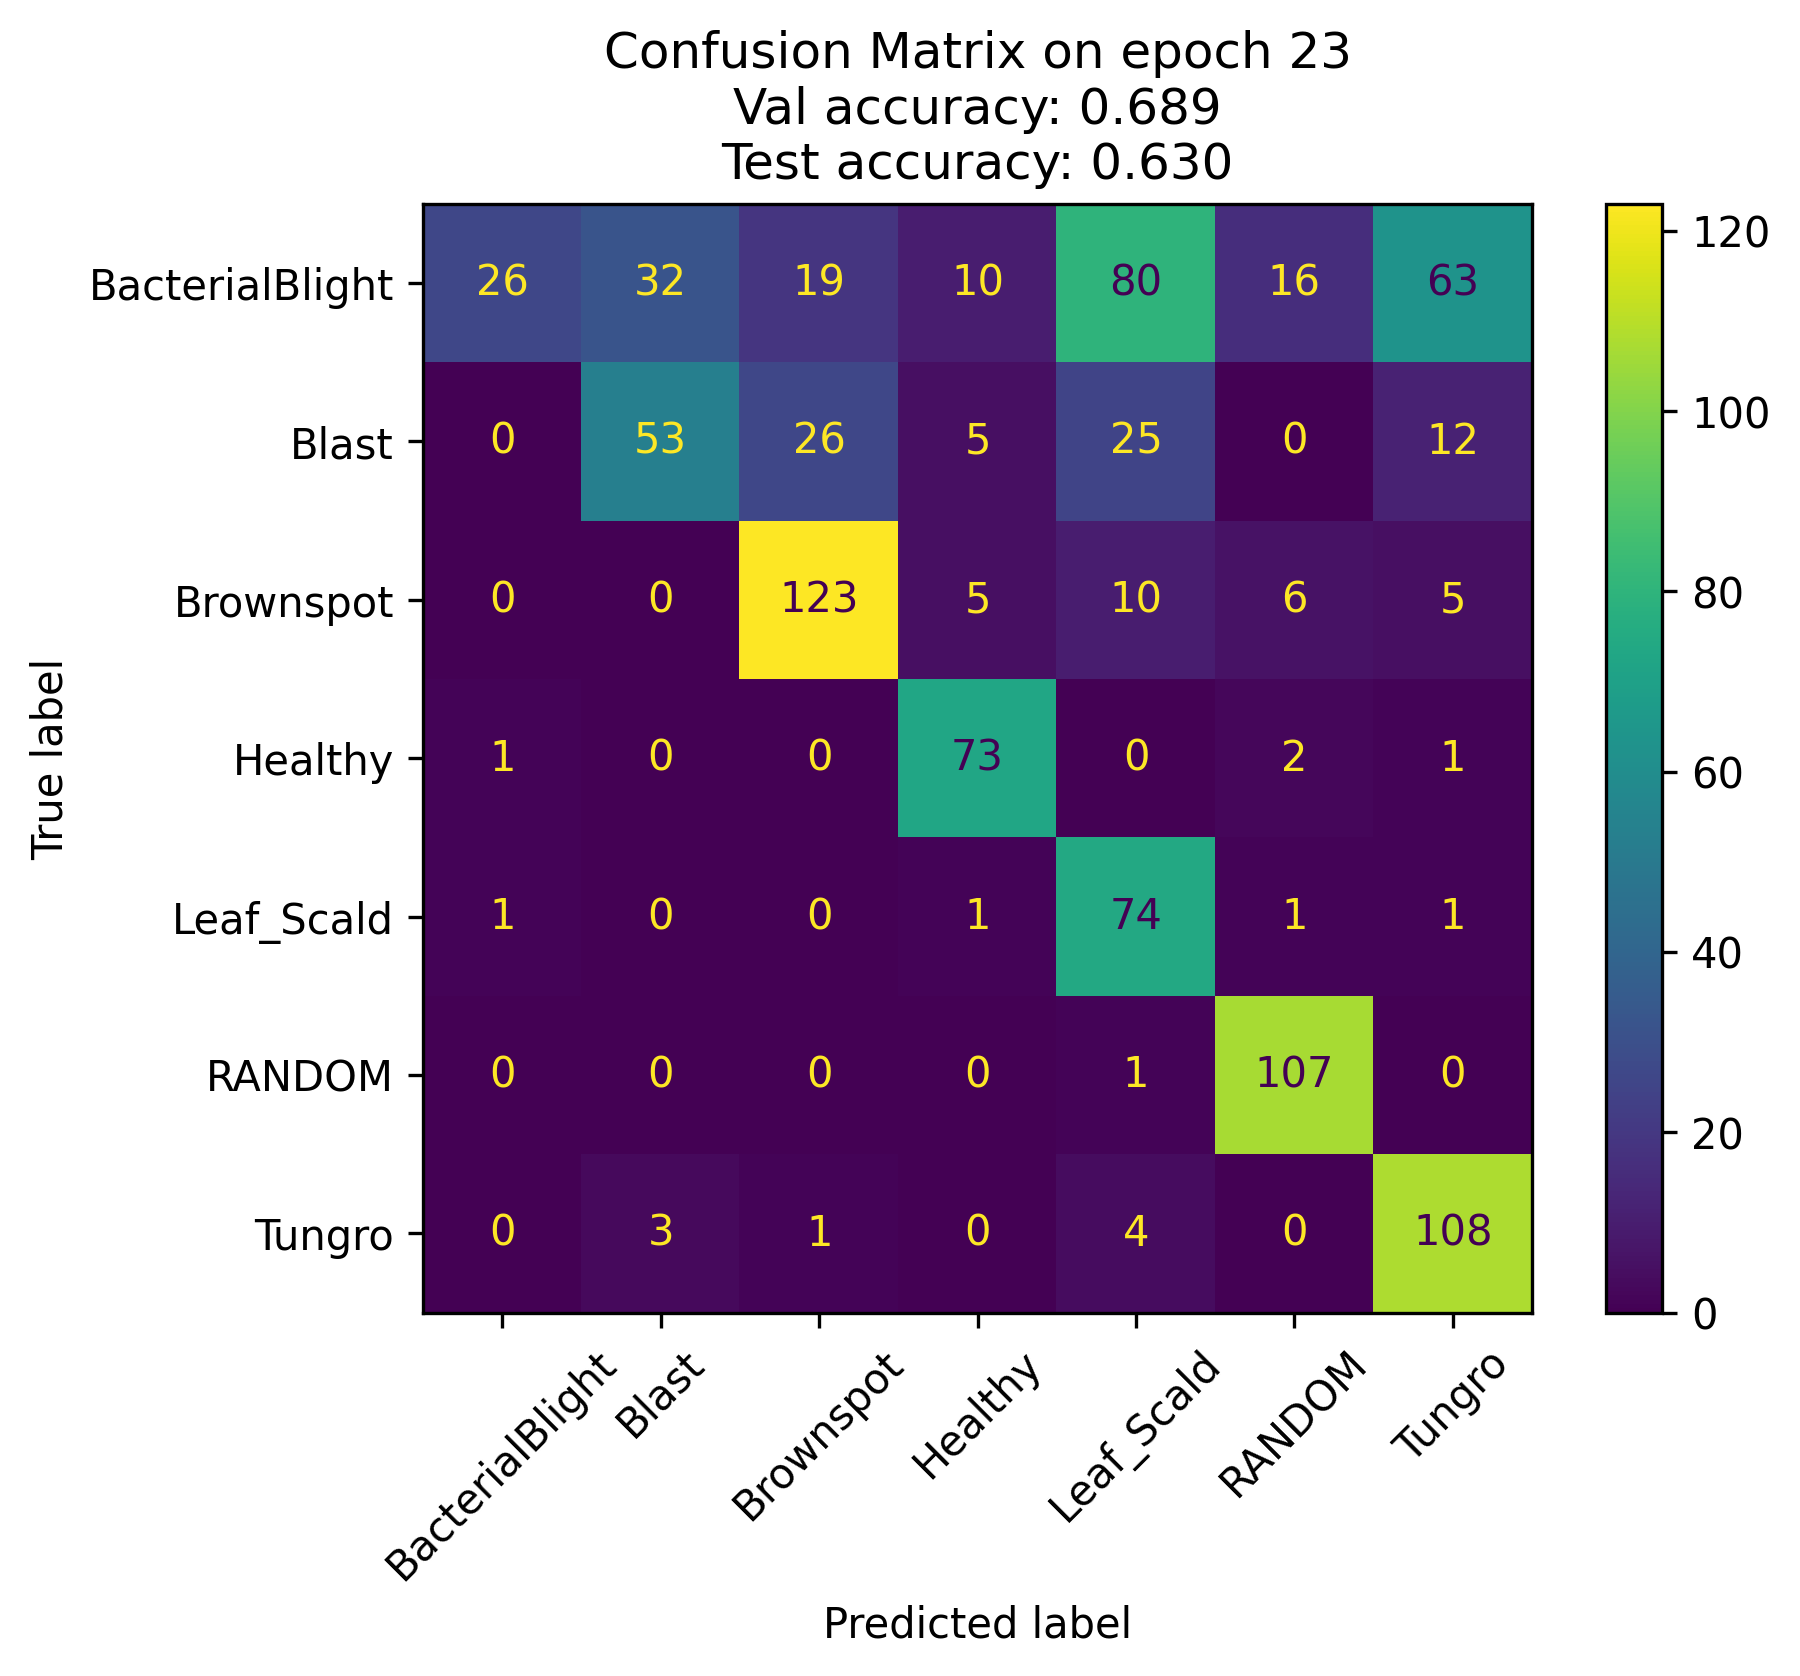 Confusion Matrix on epoch 23
Val accuracy: 0.689
Test accuracy: 0.630
BacterialBlight 26 32 19 10 80 16 63
Blast 0 53 26 5 25 0 12
Brownspot 0 0 123 5 10 6 5
Healthy 1 0 0 73 0 2 1
Leaf_Scald 1 0 0 1 74 1 1
RANDOM 0 0 0 0 1 107 0
Tungro 0 3 1 0 4 0 108
True label
BacterialBlight Blast Brownspot Healthy Leaf_Scald RANDOM Tungro
Predicted label
120
100
80
60
40
20
0